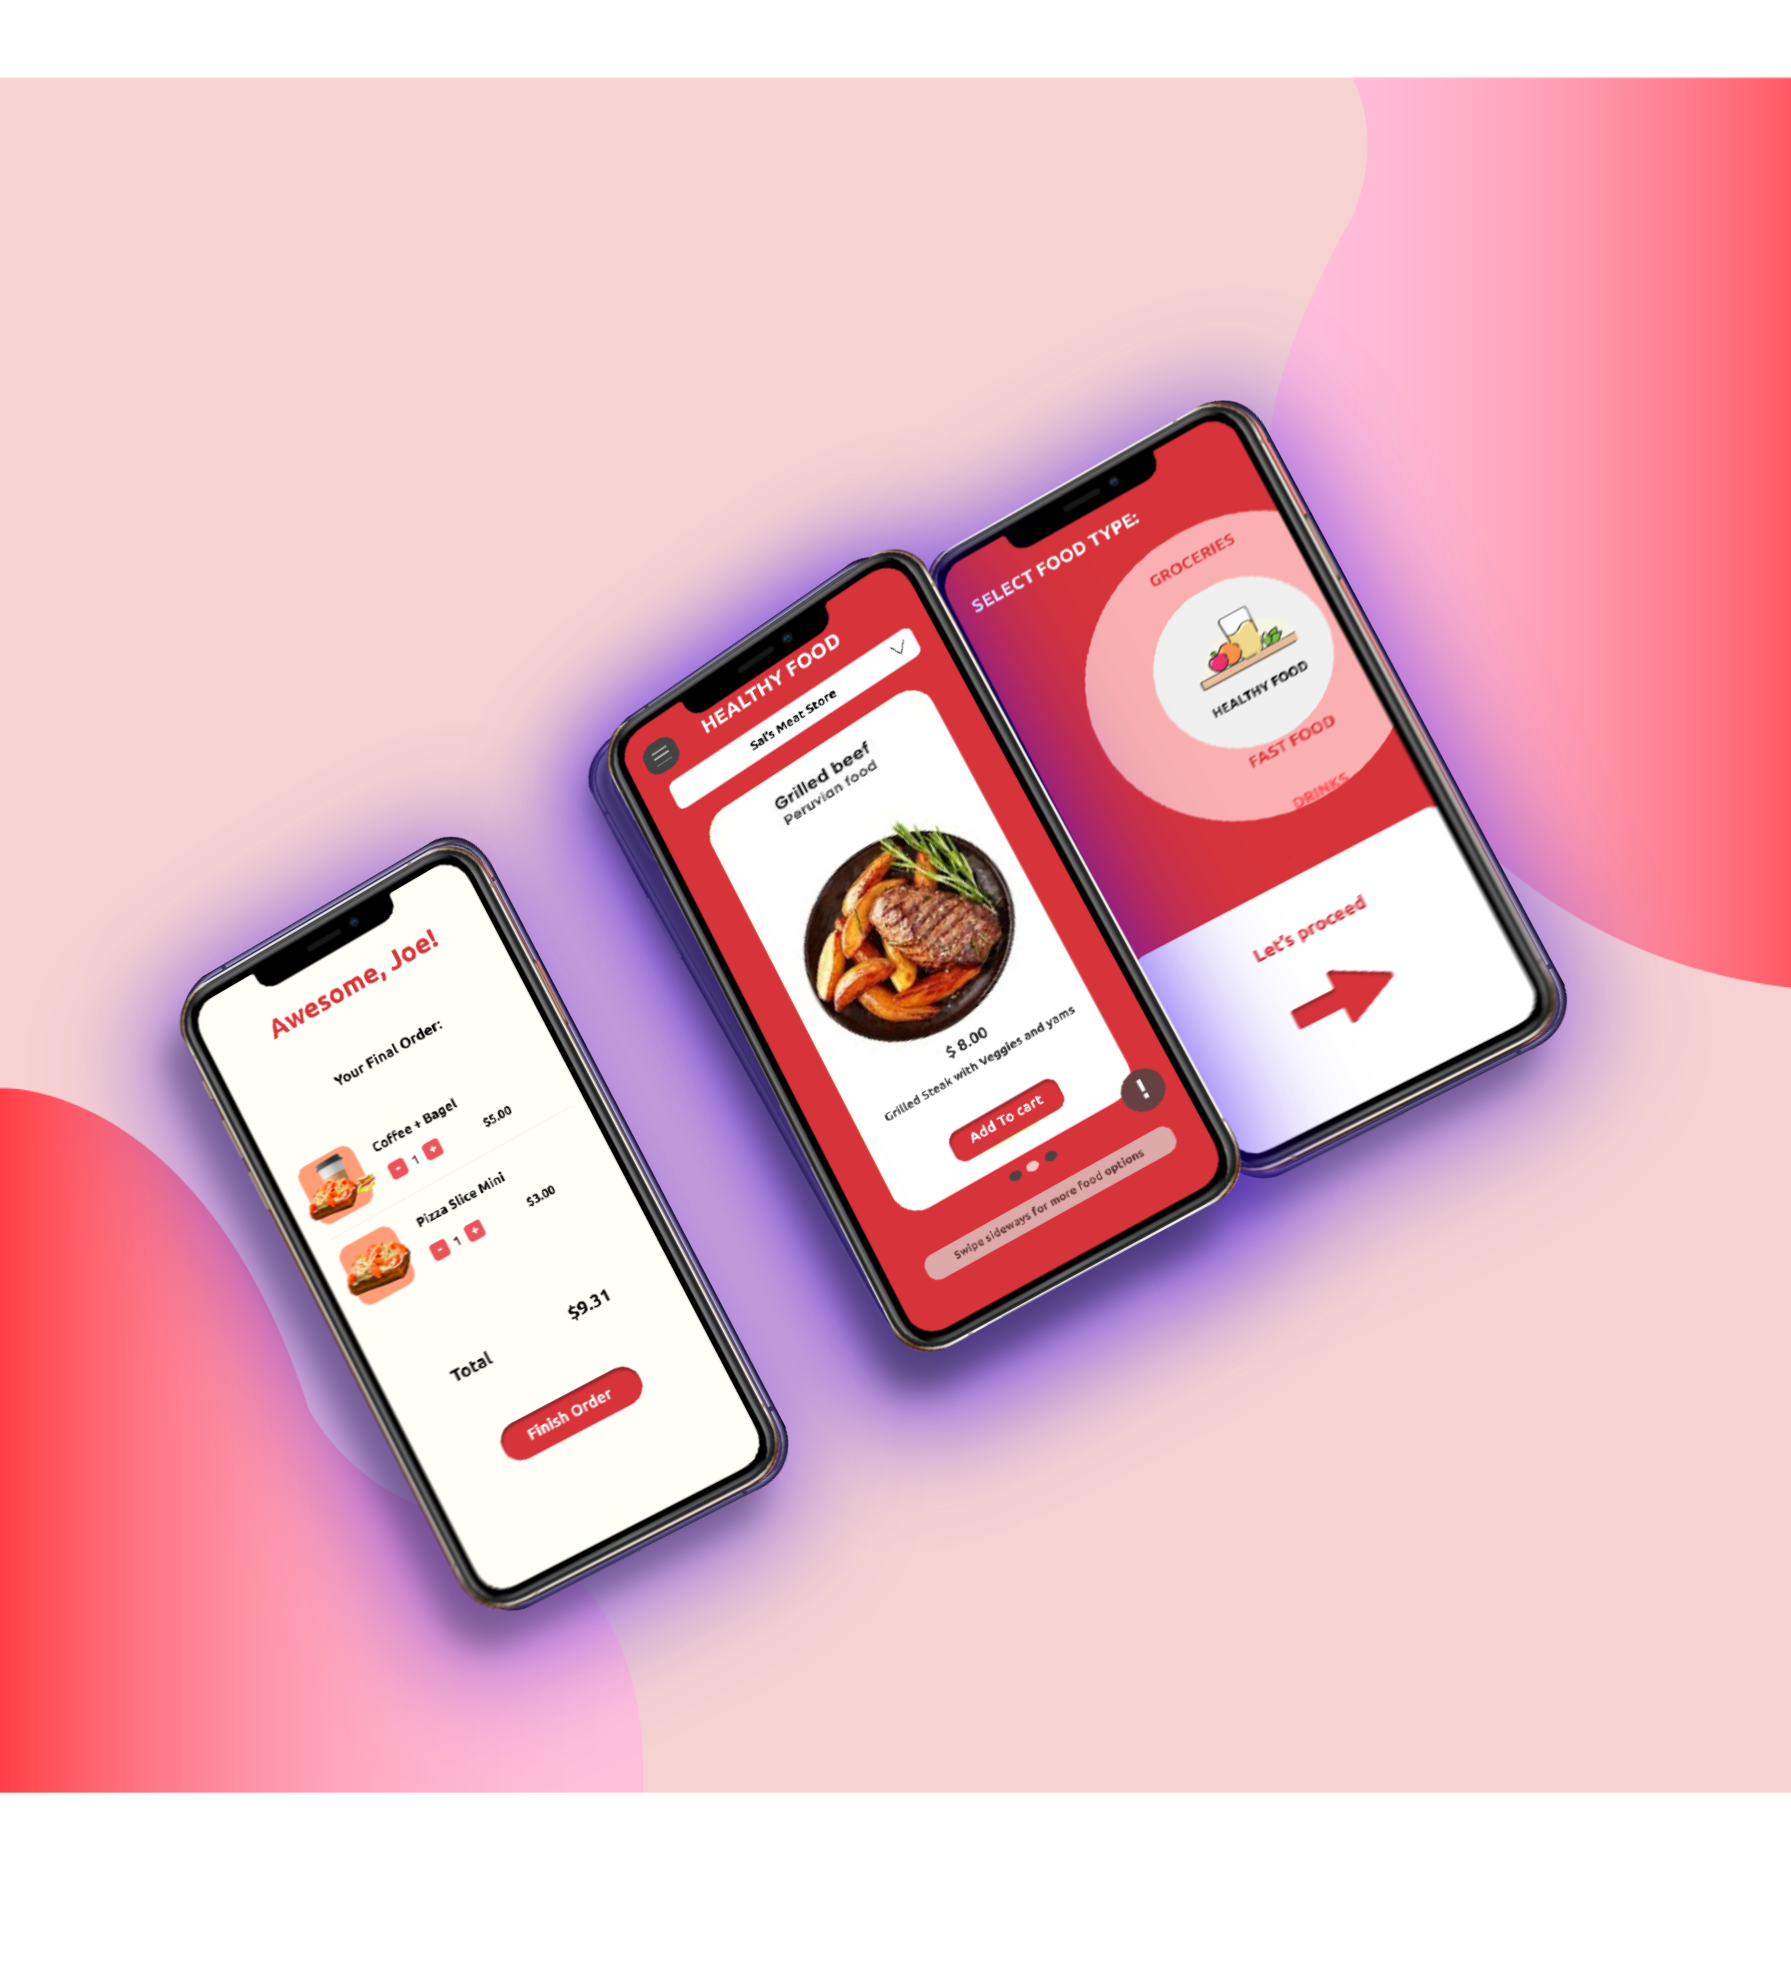 Awesome, Joe!
Your Final Order:
Coffee + Bagel
- 1 +
$5.00
Pizza Slice Mini
- 1 +
$3.00
$9.31
Total
Finish Order
HEALTHY FOOD
Sal's Meat Store
Grilled beef
Peruvian food
$ 8.00
Grilled Steak with Veggies and yams
Add To cart
!
Swipe sideways for more food options
SELECT FOOD TYPE:
GROCERIES
HEALTHY FOOD
FAST FOOD
DRINKS
Let's proceed